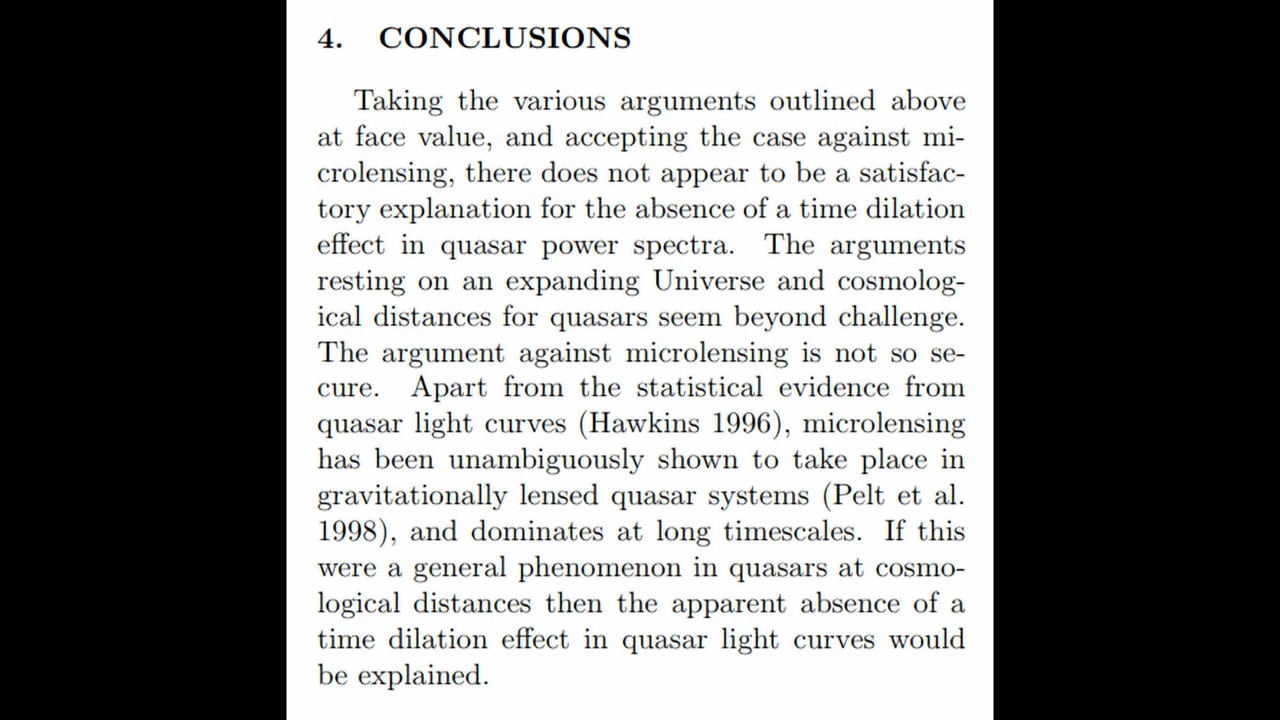 4. CONCLUSIONS
Taking the various arguments outlined above
at face value, and accepting the case against mi-
crolensing, there does not appear to be a satisfac-
tory explanation for the absence of a time dilation
effect in quasar power spectra. The arguments
resting on an expanding Universe and cosmolog-
ical distances for quasars seem beyond challenge.
The argument against microlensing is not so se-
cure. Apart from the statistical evidence from
quasar light curves (Hawkins 1996), microlensing
has been unambiguously shown to take place in
gravitationally lensed quasar systems (Pelt et al.
1998), and dominates at long timescales. If this
were a general phenomenon in quasars at cosmo-
logical distances then the apparent absence of a
time dilation effect in quasar light curves would
be explained.